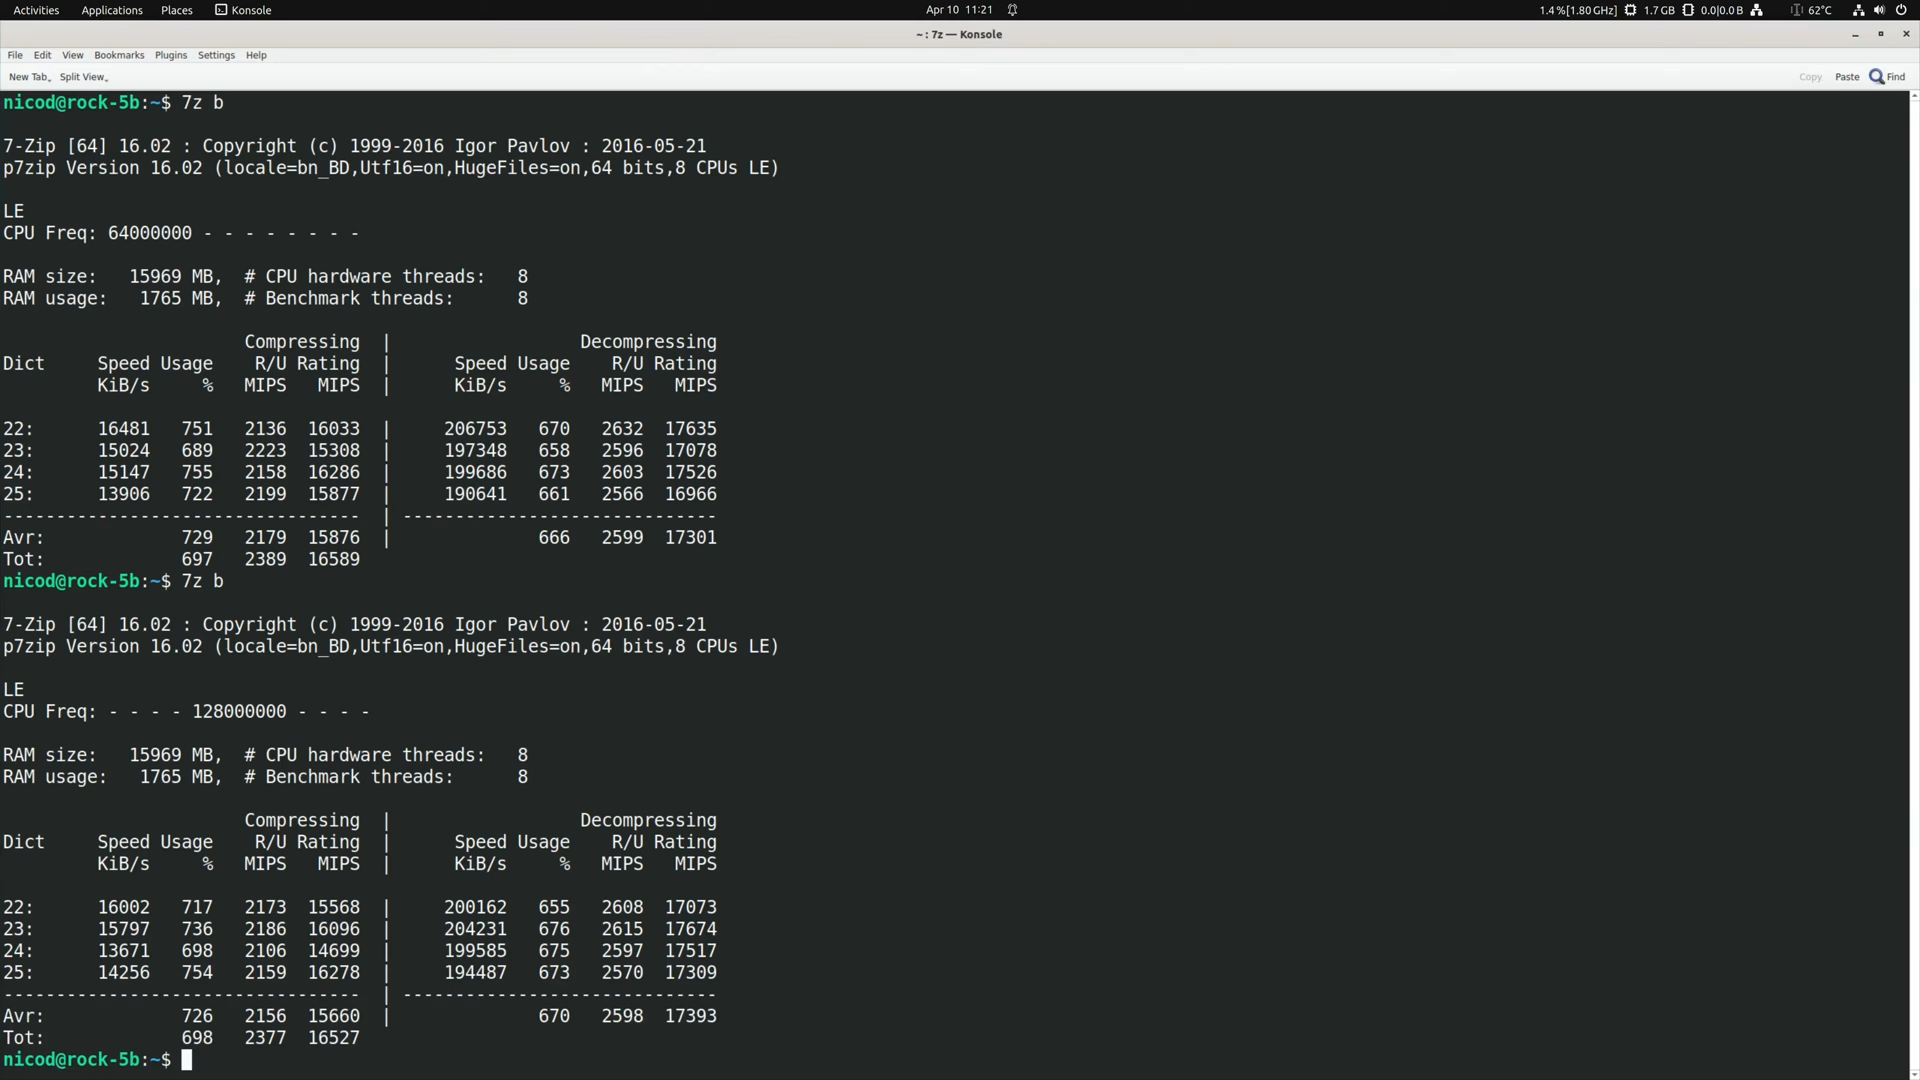 Activities Applications Places Konsole Apr 10 11:21 1.4 %[1.80 GHz] 1.7 GB 0.0|0.0 B 62°C
~ : 7z — Konsole
File Edit View Bookmarks Plugins Settings Help
New Tab Split View Copy Paste Find
nicod@rock-5b:~$ 7z b
7-Zip [64] 16.02 : Copyright (c) 1999-2016 Igor Pavlov : 2016-05-21
p7zip Version 16.02 (locale=bn_BD,Utf16=on,HugeFiles=on,64 bits,8 CPUs LE)
LE
CPU Freq: 64000000 - - - - - - - -
RAM size:   15969 MB,  # CPU hardware threads:   8
RAM usage:   1765 MB,  # Benchmark threads:      8
Compressing  |                  Decompressing
Dict     Speed Usage    R/U Rating  |      Speed Usage    R/U Rating
KiB/s     %   MIPS   MIPS  |      KiB/s     %   MIPS   MIPS
22:      16481   751   2136  16033  |     206753   670   2632  17635
23:      15024   689   2223  15308  |     197348   658   2596  17078
24:      15147   755   2158  16286  |     199686   673   2603  17526
25:      13906   722   2199  15877  |     190641   661   2566  16966
----------------------------------  | ------------------------------
Avr:             729   2179  15876  |              666   2599  17301
Tot:             697   2389  16589
nicod@rock-5b:~$ 7z b
7-Zip [64] 16.02 : Copyright (c) 1999-2016 Igor Pavlov : 2016-05-21
p7zip Version 16.02 (locale=bn_BD,Utf16=on,HugeFiles=on,64 bits,8 CPUs LE)
LE
CPU Freq: - - - - 128000000 - - - -
RAM size:   15969 MB,  # CPU hardware threads:   8
RAM usage:   1765 MB,  # Benchmark threads:      8
Compressing  |                  Decompressing
Dict     Speed Usage    R/U Rating  |      Speed Usage    R/U Rating
KiB/s     %   MIPS   MIPS  |      KiB/s     %   MIPS   MIPS
22:      16002   717   2173  15568  |     200162   655   2608  17073
23:      15797   736   2186  16096  |     204231   676   2615  17674
24:      13671   698   2106  14699  |     199585   675   2597  17517
25:      14256   754   2159  16278  |     194487   673   2570  17309
----------------------------------  | ------------------------------
Avr:             726   2156  15660  |              670   2598  17393
Tot:             698   2377  16527
nicod@rock-5b:~$